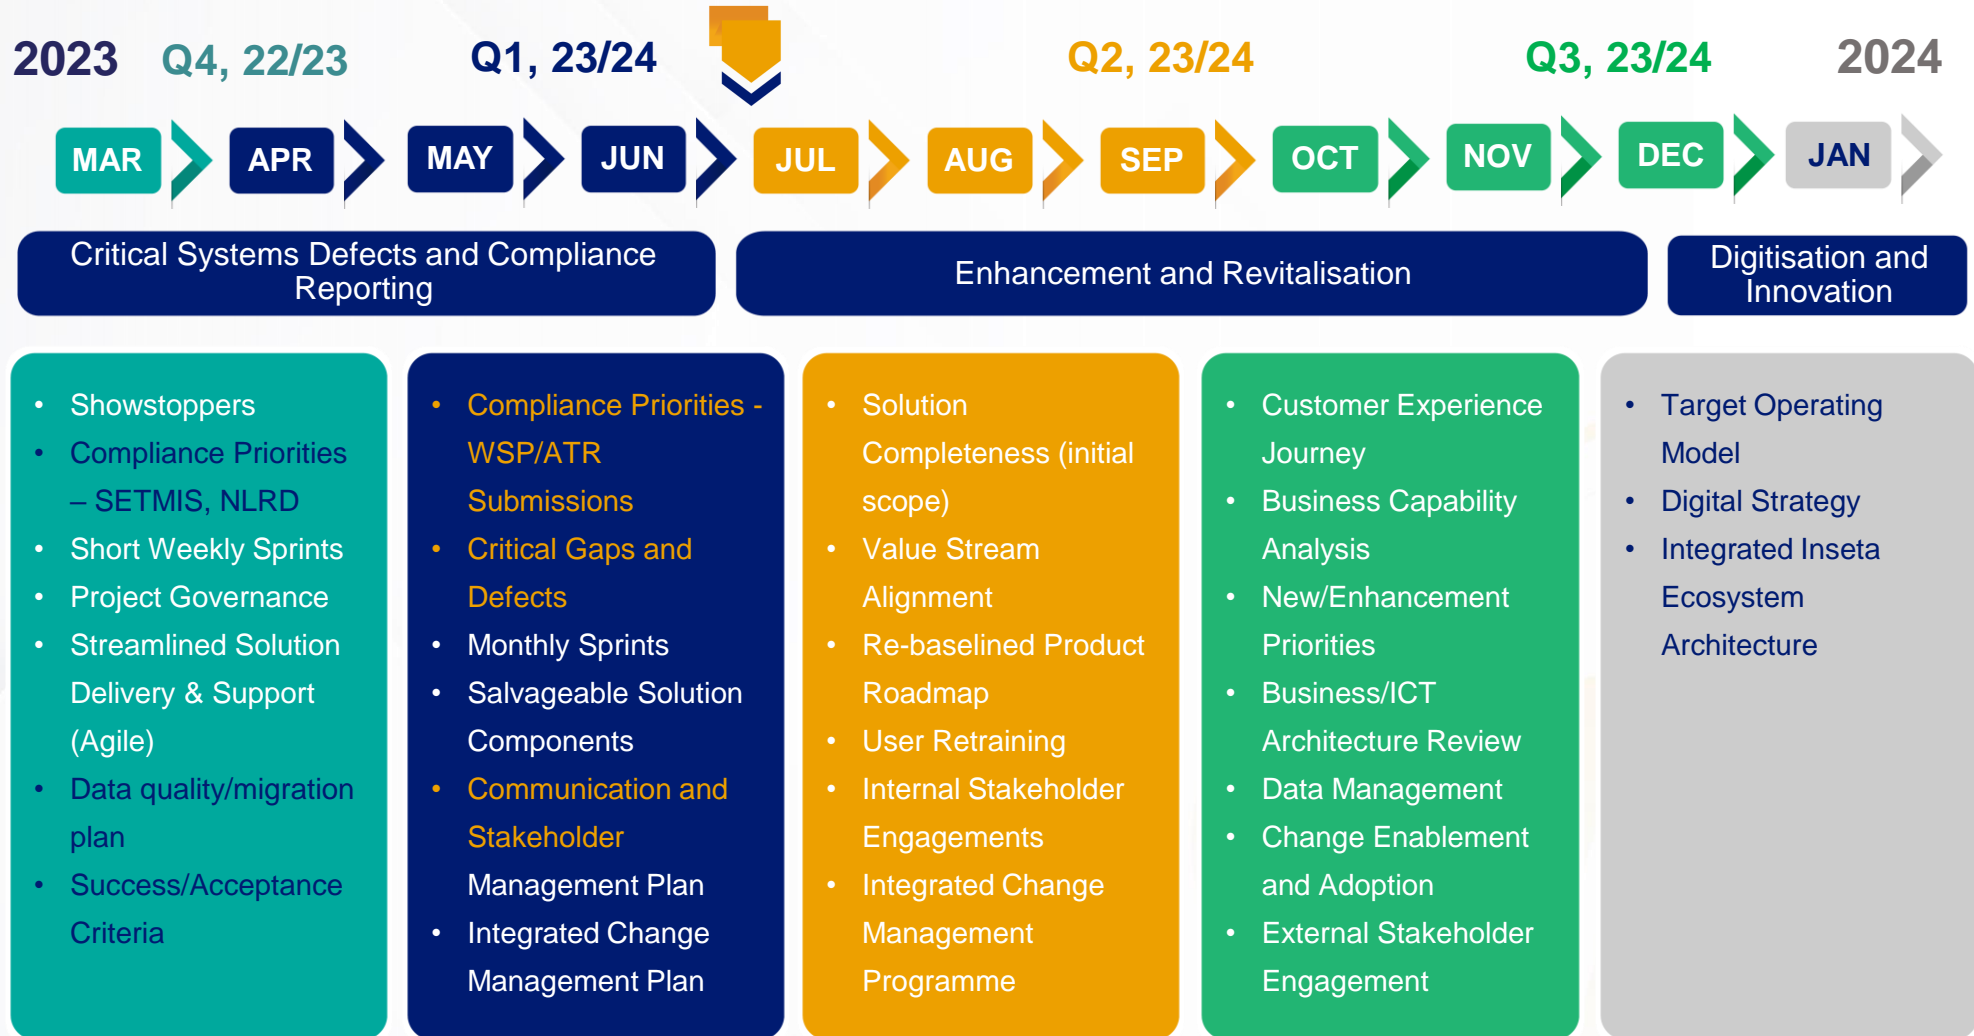 2023 Q4, 22/23 Q1, 23/24 Q2, 23/24 Q3, 23/24 2024
MAR APR MAY JUN JUL AUG SEP OCT NOV DEC JAN
Critical Systems Defects and Compliance
Reporting
Enhancement and Revitalisation
Digitisation and
Innovation
• Showstoppers
• Compliance Priorities
– SETMIS, NLRD
• Short Weekly Sprints
• Project Governance
• Streamlined Solution
Delivery & Support
(Agile)
• Data quality/migration
plan
• Success/Acceptance
Criteria
• Compliance Priorities -
WSP/ATR
Submissions
• Critical Gaps and
Defects
• Monthly Sprints
• Salvageable Solution
Components
• Communication and
Stakeholder
Management Plan
• Integrated Change
Management Plan
• Solution
Completeness (initial
scope)
• Value Stream
Alignment
• Re-baselined Product
Roadmap
• User Retraining
• Internal Stakeholder
Engagements
• Integrated Change
Management
Programme
• Customer Experience
Journey
• Business Capability
Analysis
• New/Enhancement
Priorities
• Business/ICT
Architecture Review
• Data Management
• Change Enablement
and Adoption
• External Stakeholder
Engagement
• Target Operating
Model
• Digital Strategy
• Integrated Inseta
Ecosystem
Architecture